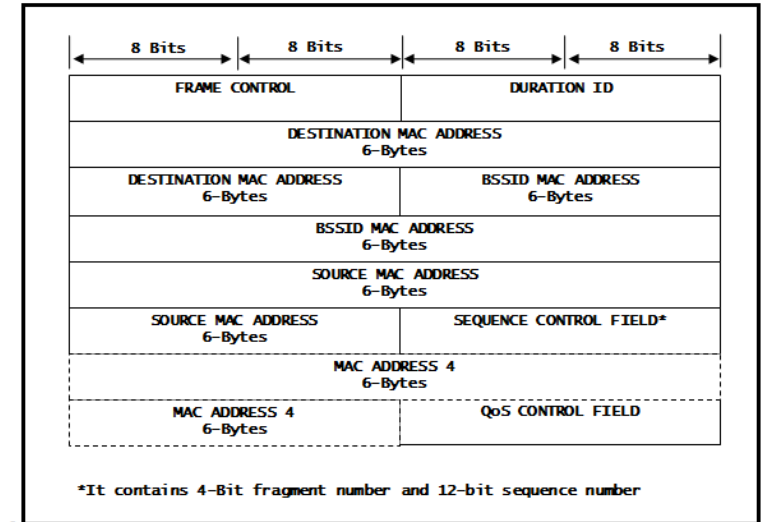 8 Bits 8 Bits 8 Bits 8 Bits
FRAME CONTROL DURATION ID
DESTINATION MAC ADDRESS
6-Bytes
DESTINATION MAC ADDRESS BSSID MAC ADDRESS
6-Bytes 6-Bytes
BSSID MAC ADDRESS
6-Bytes
SOURCE MAC ADDRESS
6-Bytes
SOURCE MAC ADDRESS SEQUENCE CONTROL FIELD*
6-Bytes
MAC ADDRESS 4
6-Bytes
MAC ADDRESS 4 QoS CONTROL FIELD
6-Bytes
*It contains 4-Bit fragment number and 12-bit sequence number